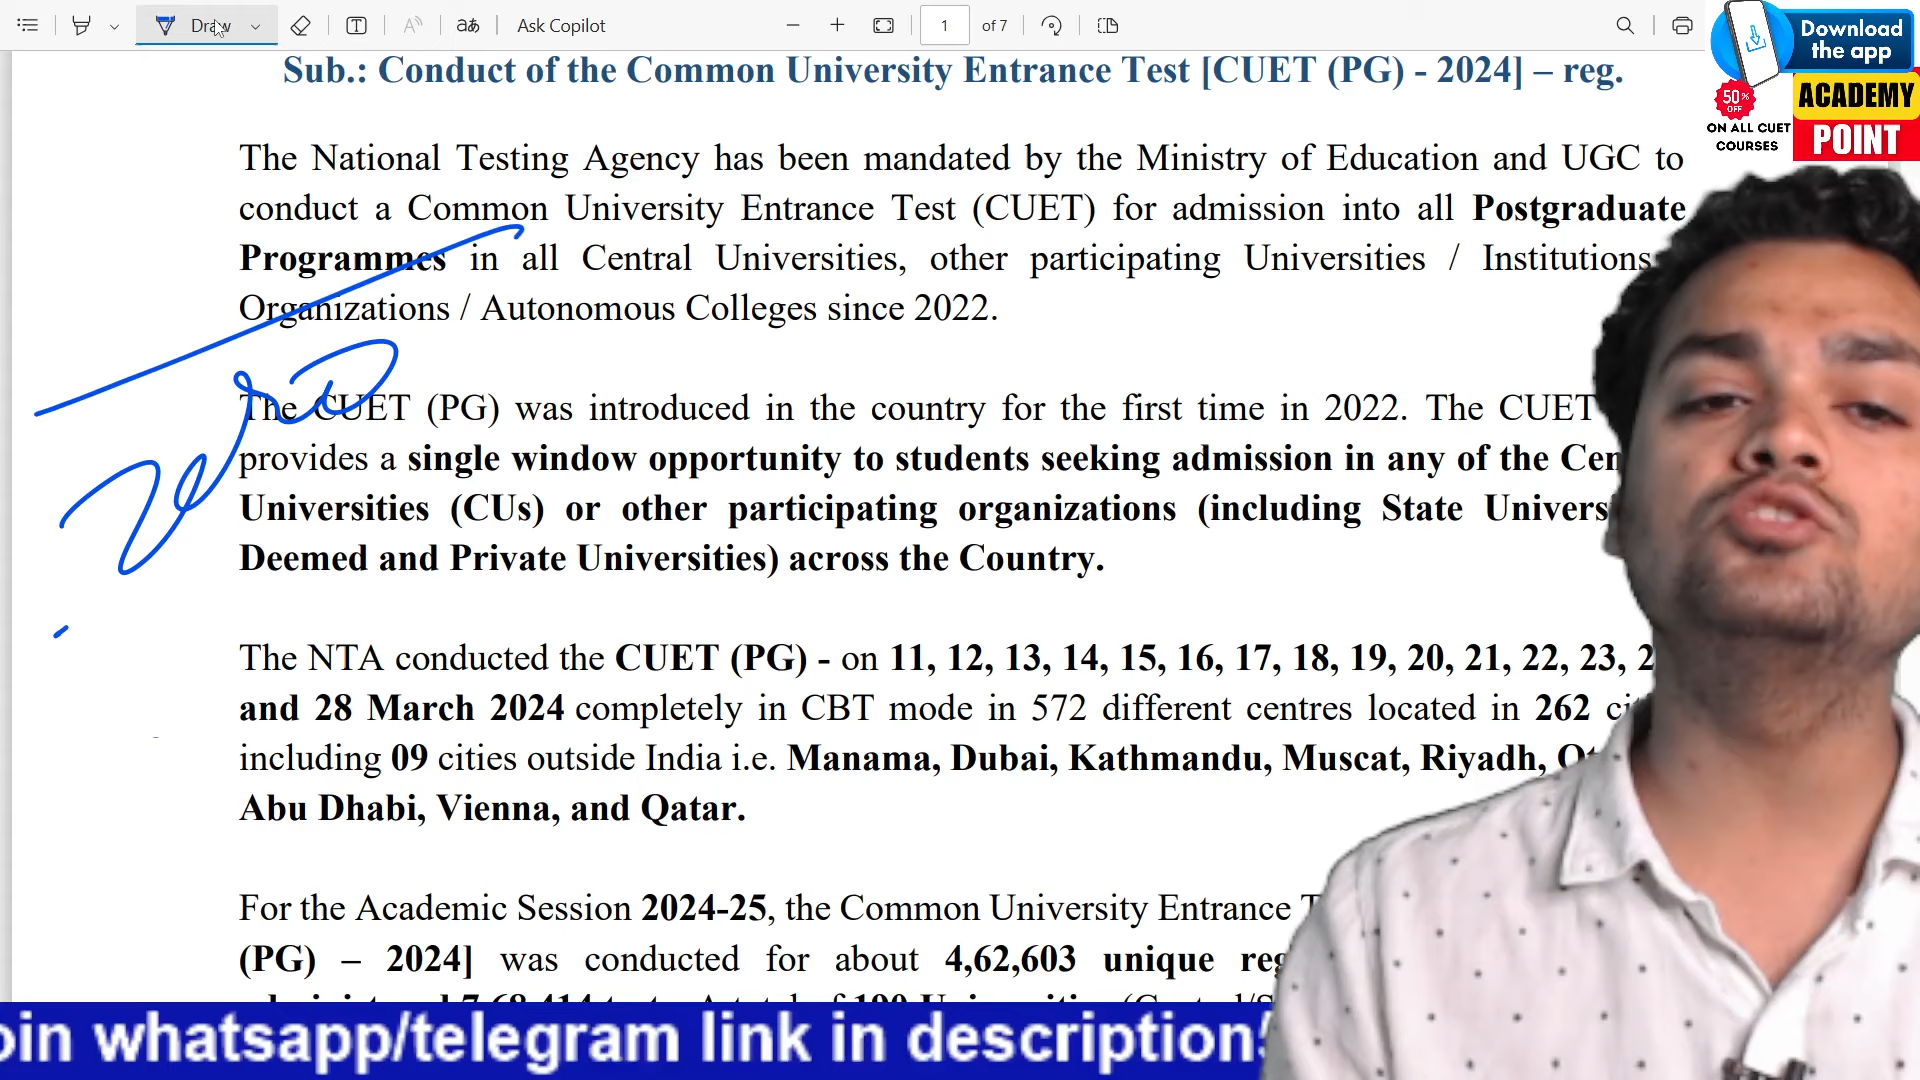 Draw
Ask Copilot
1 of 7
Download
the app
50%
OFF
ON ALL CUET
COURSES
ACADEMY
POINT
Sub.: Conduct of the Common University Entrance Test [CUET (PG) - 2024] – reg.
The National Testing Agency has been mandated by the Ministry of Education and UGC to
conduct a Common University Entrance Test (CUET) for admission into all Postgraduate
Programmes in all Central Universities, other participating Universities / Institutions
Organizations / Autonomous Colleges since 2022.
zero
The CUET (PG) was introduced in the country for the first time in 2022. The CUET
provides a single window opportunity to students seeking admission in any of the Cen
Universities (CUs) or other participating organizations (including State Univers
Deemed and Private Universities) across the Country.
The NTA conducted the CUET (PG) - on 11, 12, 13, 14, 15, 16, 17, 18, 19, 20, 21, 22, 23, 2
and 28 March 2024 completely in CBT mode in 572 different centres located in 262
including 09 cities outside India i.e. Manama, Dubai, Kathmandu, Muscat, Riyadh,
Abu Dhabi, Vienna, and Qatar.
For the Academic Session 2024-25, the Common University Entrance
(PG) – 2024] was conducted for about 4,62,603 unique reg
oin whatsapp/telegram link in description!